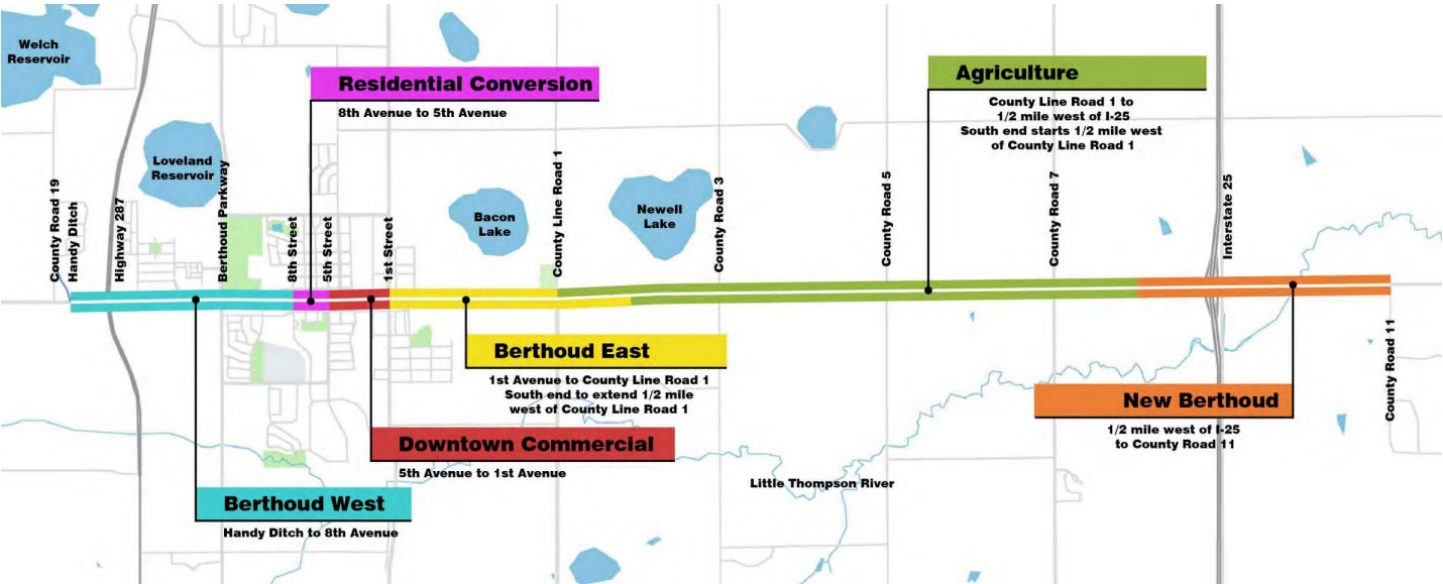 Welch
Reservoir
Residential Conversion
8th Avenue to 5th Avenue
Agriculture
County Line Road 1 to
1/2 mile west of I-25
South end starts 1/2 mile west
of County Line Road 1
Loveland
Reservoir
Bacon
Lake
Newell
Lake
County Road 19
Handy Ditch
Highway 287
Berthoud Parkway
8th Street
5th Street
1st Street
County Line Road 1
County Road 3
County Road 5
County Road 7
Interstate 25
County Road 11
Berthoud East
1st Avenue to County Line Road 1
South end to extend 1/2 mile
west of County Line Road 1
New Berthoud
1/2 mile west of I-25
to County Road 11
Downtown Commercial
5th Avenue to 1st Avenue
Little Thompson River
Berthoud West
Handy Ditch to 8th Avenue